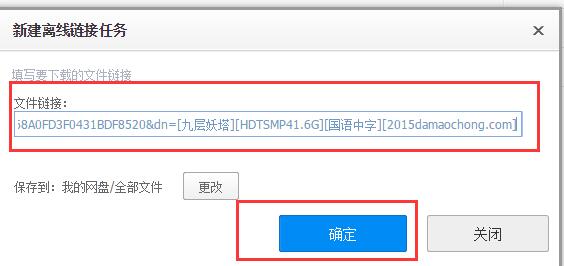 新建离线链接任务
填写要下载的文件链接
文件链接：
58A0FD3F0431BDF8520&dn=[九层妖塔][HDTSMP41.6G][国语中字][2015damaochong.com]
保存到：我的网盘/全部文件 更改
确定 关闭